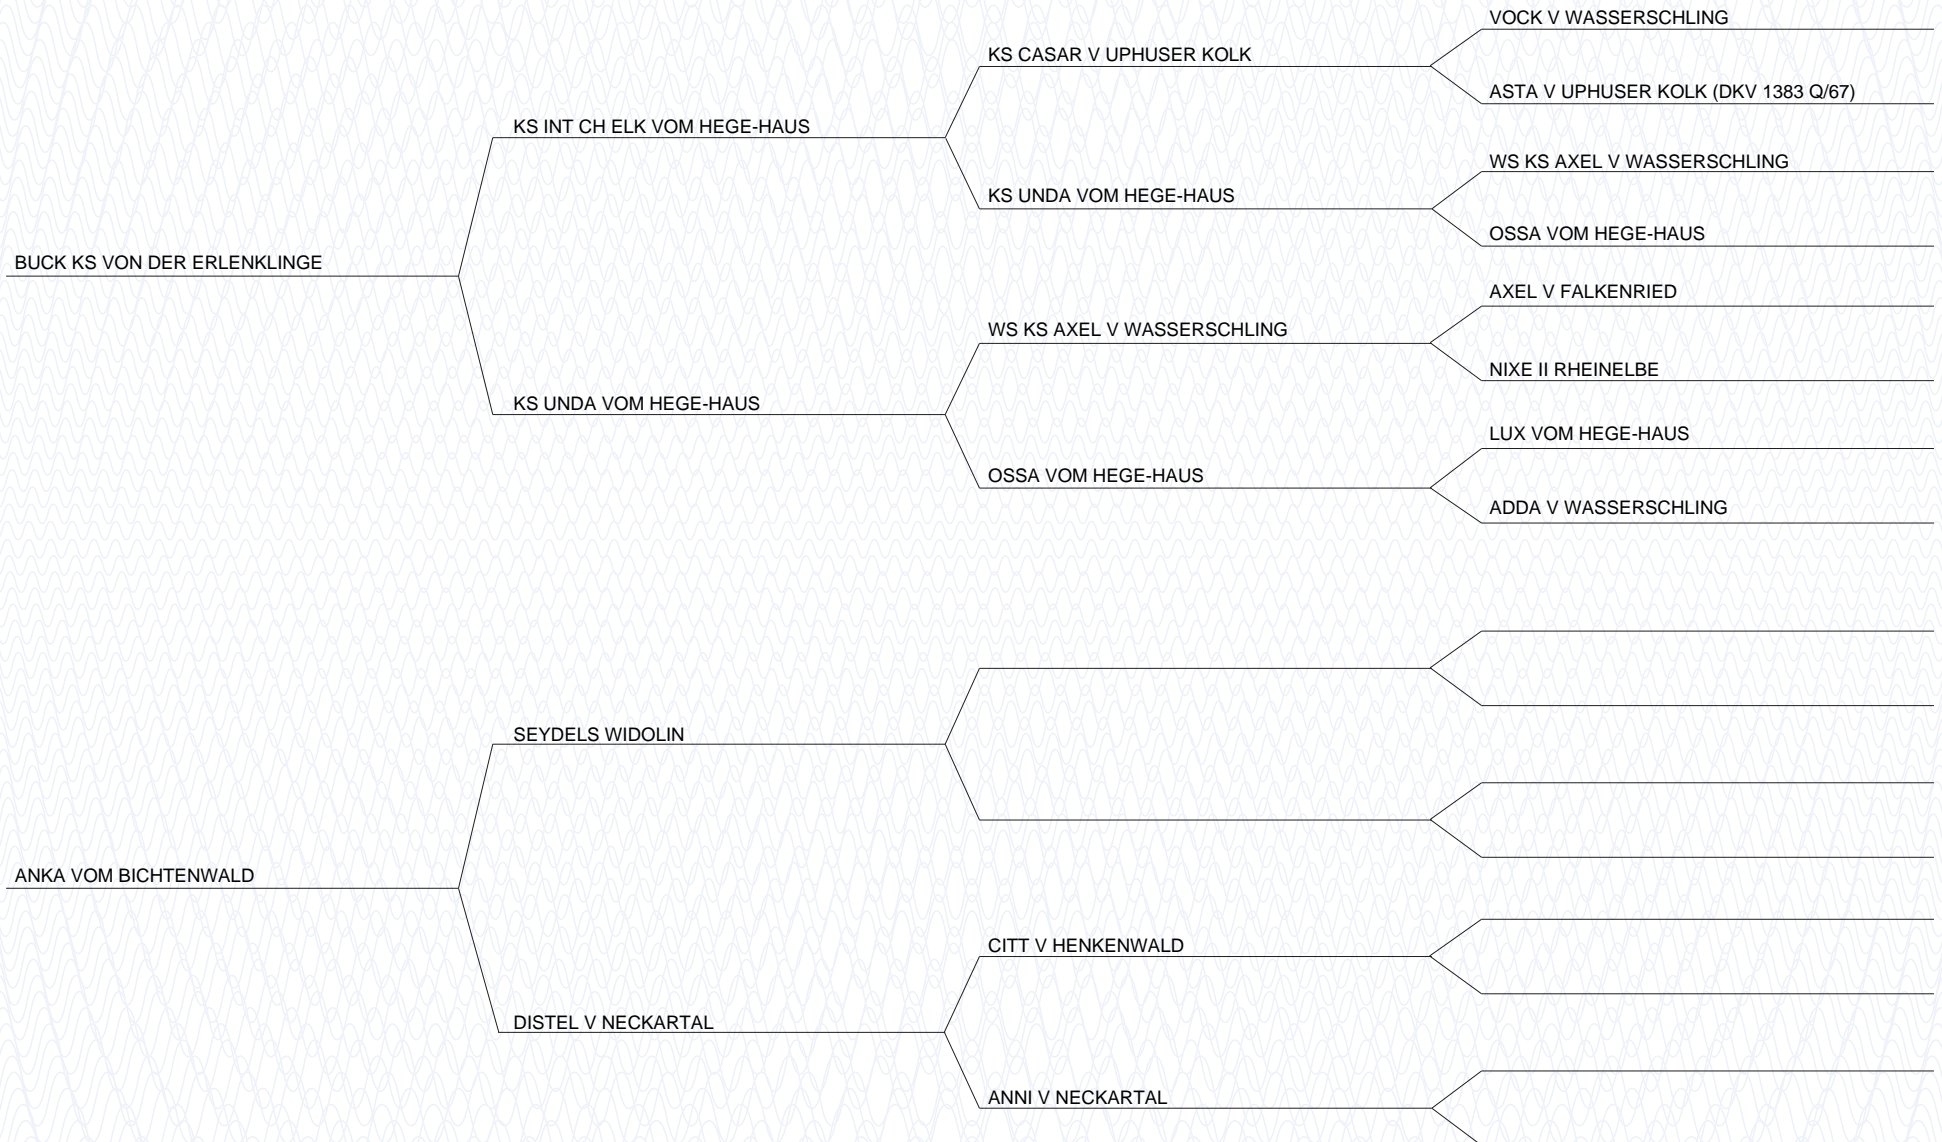 VOCK V WASSERSCHLING
KS CASAR V UPHUSER KOLK
ASTA V UPHUSER KOLK (DKV 1383 Q/67)
KS INT CH ELK VOM HEGE-HAUS
WS KS AXEL V WASSERSCHLING
KS UNDA VOM HEGE-HAUS
OSSA VOM HEGE-HAUS
BUCK KS VON DER ERLENKLINGE
AXEL V FALKENRIED
WS KS AXEL V WASSERSCHLING
NIXE II RHEINELBE
KS UNDA VOM HEGE-HAUS
LUX VOM HEGE-HAUS
OSSA VOM HEGE-HAUS
ADDA V WASSERSCHLING
SEYDELS WIDOLIN
ANKA VOM BICHTENWALD
CITT V HENKENWALD
DISTEL V NECKARTAL
ANNI V NECKARTAL